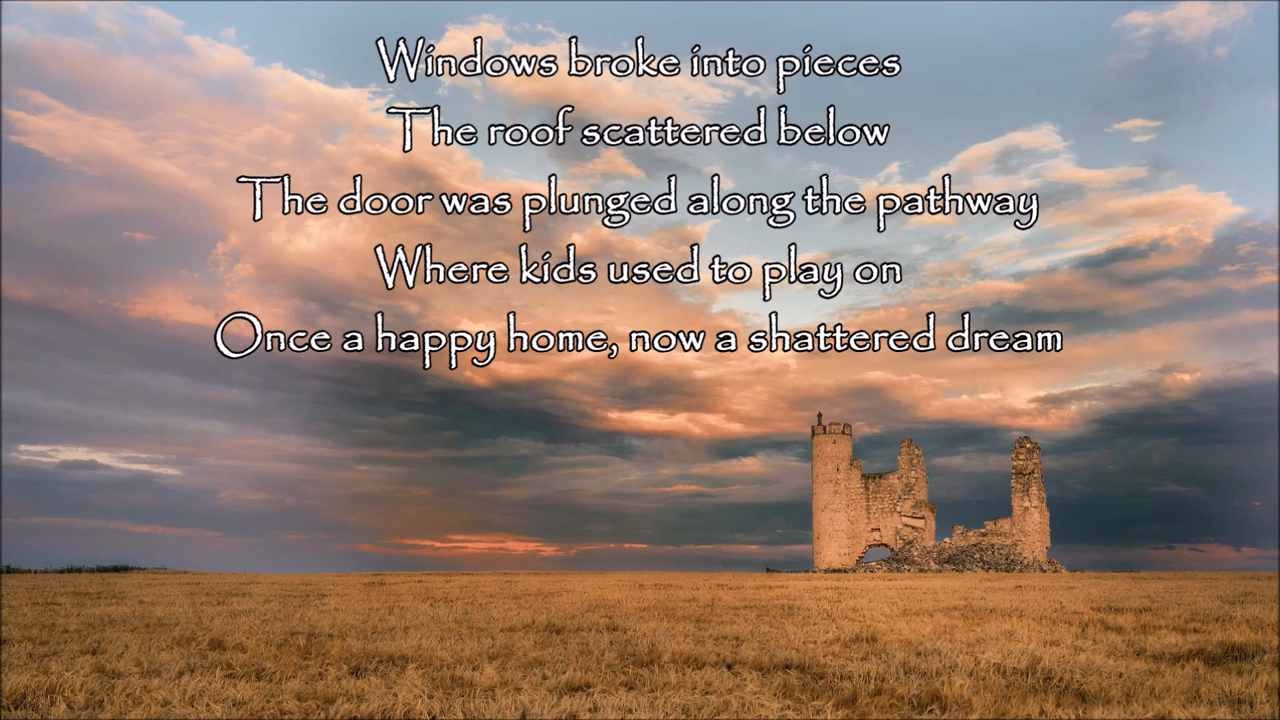 Windows broke into pieces
The roof scattered below
The door was plunged along the pathway
Where kids used to play on
Once a happy home, now a shattered dream